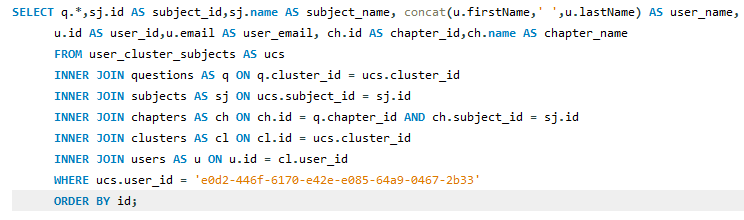 SELECT q.*,sj.id AS subject_id,sj.name AS subject_name, concat(u.firstName,' ',u.lastName) AS user_name,
u.id AS user_id,u.email AS user_email, ch.id AS chapter_id,ch.name AS chapter_name
FROM user_cluster_subjects AS ucs
INNER JOIN questions AS q ON q.cluster_id = ucs.cluster_id
INNER JOIN subjects AS sj ON ucs.subject_id = sj.id
INNER JOIN chapters AS ch ON ch.id = q.chapter_id AND ch.subject_id = sj.id
INNER JOIN clusters AS cl ON cl.id = ucs.cluster_id
INNER JOIN users AS u ON u.id = cl.user_id
WHERE ucs.user_id = 'e0d2-446f-6170-e42e-e085-64a9-0467-2b33'
ORDER BY id;